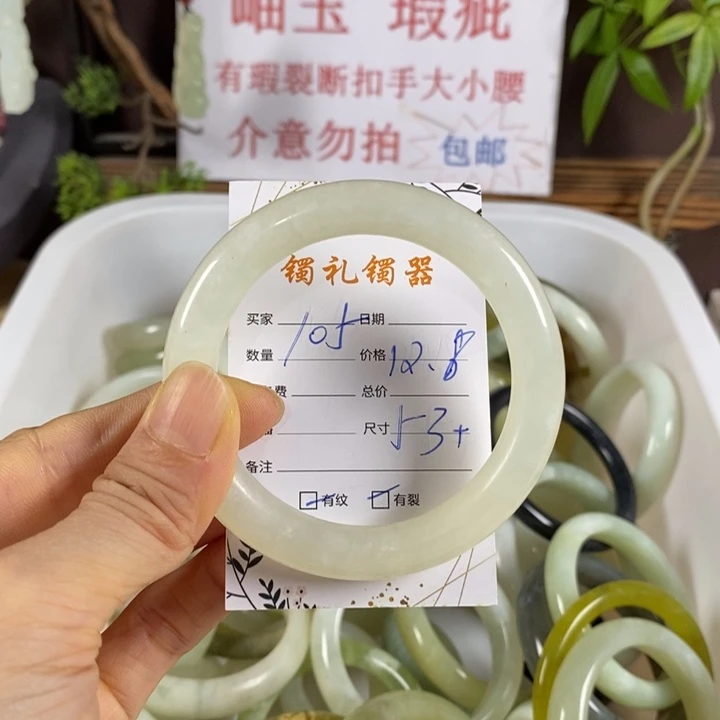 岫玉 瑕疵
有瑕裂断扣手大小腰
介意勿拍 包邮
镯礼镯器
买家 105 日期
数量 价格 12.8
费 总价
尺寸 53+
备注
有纹 有裂